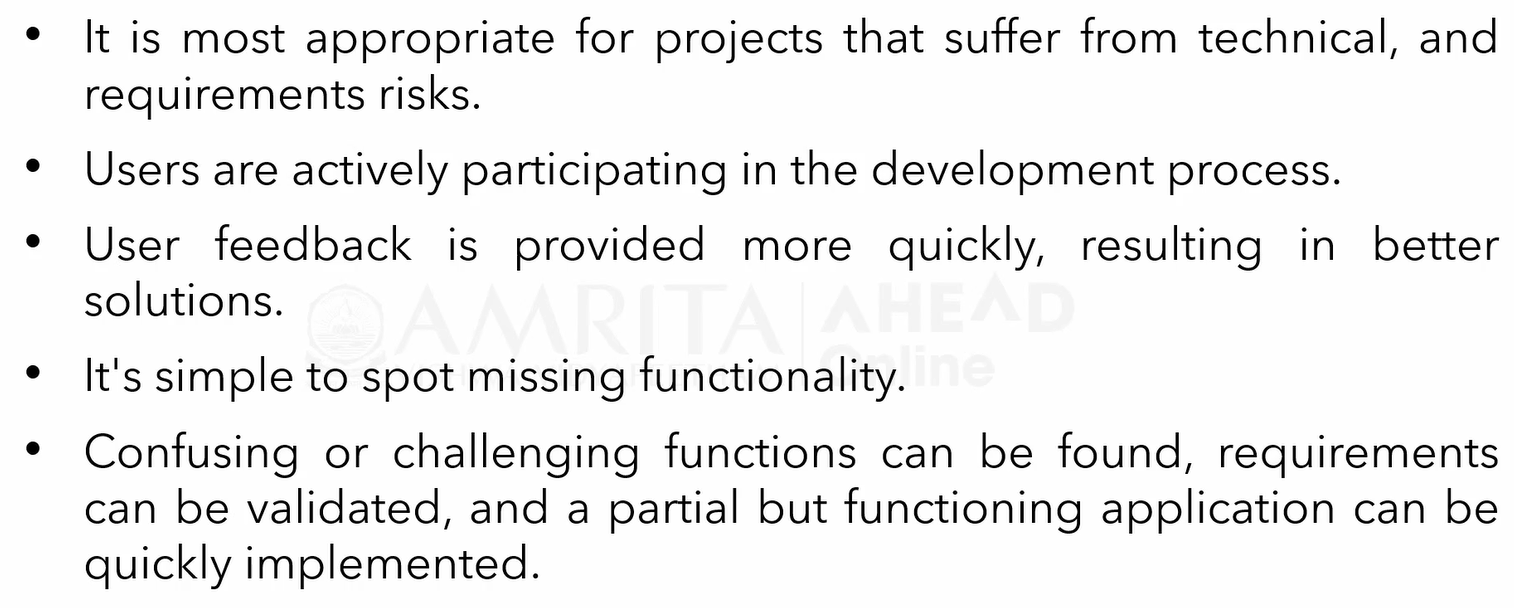 • It is most appropriate for projects that suffer from technical, and
requirements risks.
• Users are actively participating in the development process.
• User feedback is provided more quickly, resulting in better
solutions.
AMRITA AHEAD
Online
• It's simple to spot missing functionality.
• Confusing or challenging functions can be found, requirements
can be validated, and a partial but functioning application can be
quickly implemented.